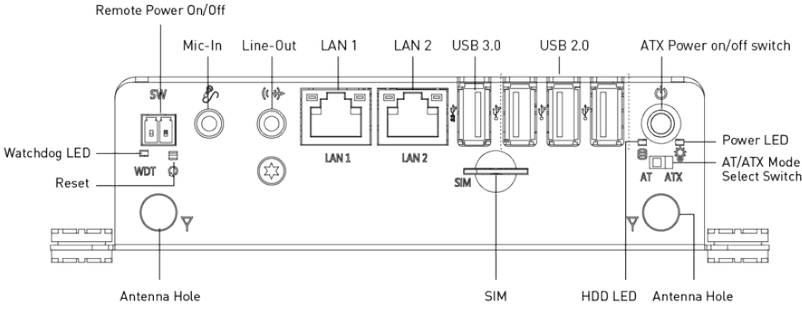 Remote Power On/Off
Mic-In
Line-Out
LAN 1
LAN 2
USB 3.0
USB 2.0
ATX Power on/off switch
SW
Watchdog LED
WDT
Reset
LAN 1
LAN 2
SIM
Power LED
AT/ATX Mode
Select Switch
AT
ATX
Antenna Hole
SIM
HDD LED
Antenna Hole